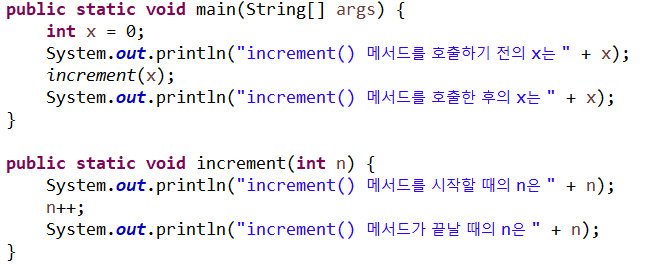 public static void main(String[] args) {
    int x = 0;
    System.out.println("increment() 메서드를 호출하기 전의 x는 " + x);
    increment(x);
    System.out.println("increment() 메서드를 호출한 후의 x는 " + x);
}
public static void increment(int n) {
    System.out.println("increment() 메서드를 시작할 때의 n은 " + n);
    n++;
    System.out.println("increment() 메서드가 끝날 때의 n은 " + n);
}